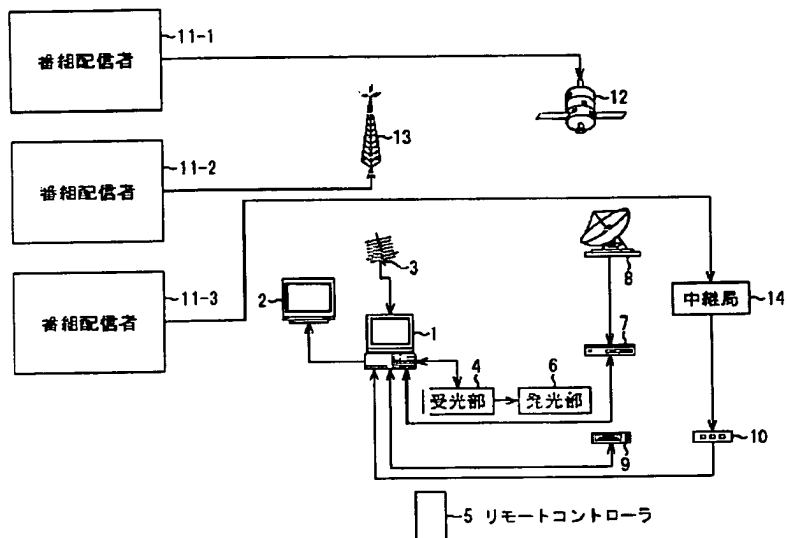 番組配信者
11-1
12
13
番組配信者
11-2
3
8
番組配信者
11-3
2
1
中継局
14
7
4
6
受光部
発光部
10
9
5 リモートコントローラ